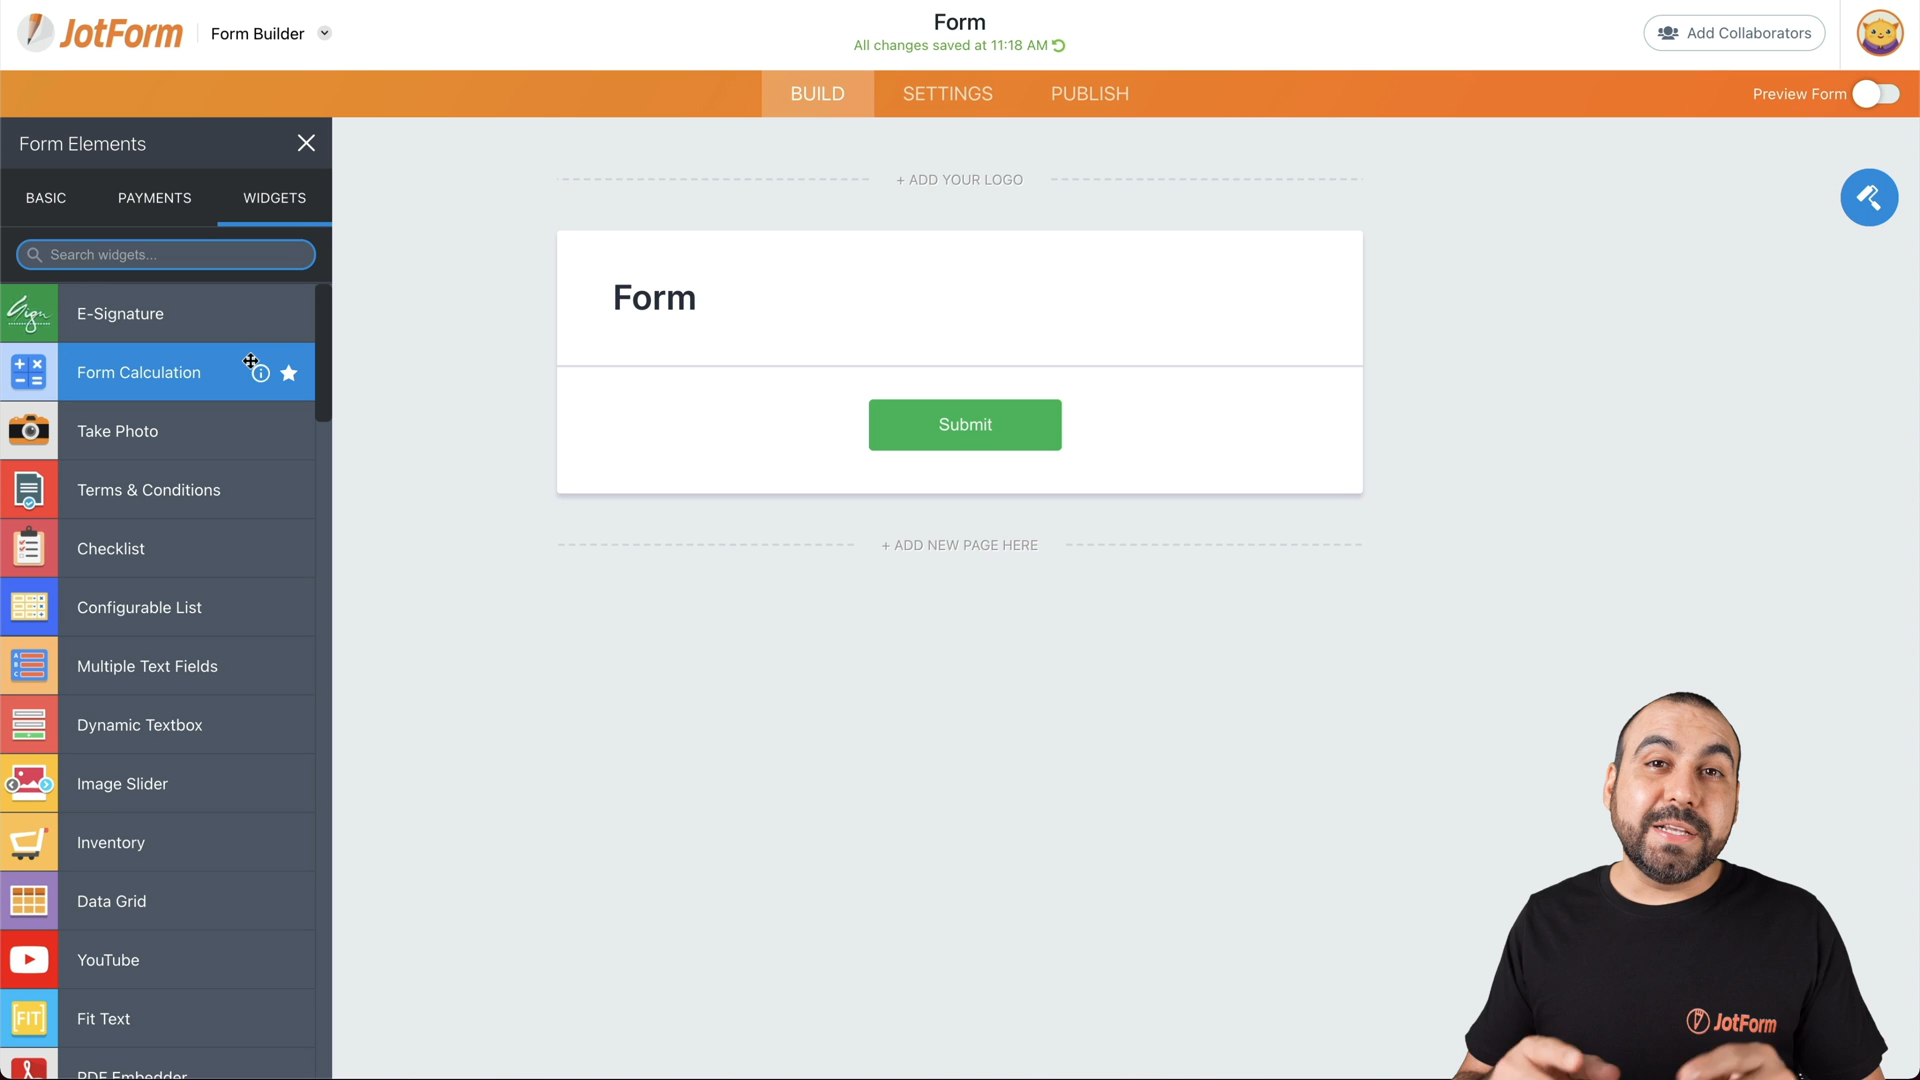 JotForm
Form Builder
Form
All changes saved at 11:18 AM
Add Collaborators
BUILD
SETTINGS
PUBLISH
Preview Form
Form Elements
BASIC
PAYMENTS
WIDGETS
Search widgets...
E-Signature
Form Calculation
Take Photo
Terms & Conditions
Checklist
Configurable List
Multiple Text Fields
Dynamic Textbox
Image Slider
Inventory
Data Grid
YouTube
FIT
Fit Text
PDF Embedder
+ ADD YOUR LOGO
Form
Submit
+ ADD NEW PAGE HERE
JotForm